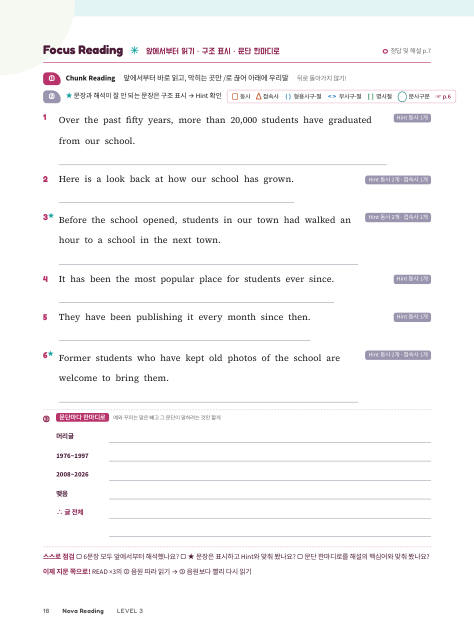 Focus Reading ✳ 앞에서부터 읽기 · 구조 표시 · 문단 한마디로
정답 및 해설 p.7
① Chunk Reading 앞에서부터 바로 읽고, 막히는 곳만 /로 끊어 아래에 우리말 뒤로 돌아가지 않기!
② ★ 문장과 해석이 잘 안 되는 문장은 구조 표시 → Hint 확인 동사 접속사 ( ) 형용사구·절 < > 부사구·절 [ ] 명사절 분사구문 ☞ p.6
1 Over the past fifty years, more than 20,000 students have graduated Hint 동사 1개
from our school.
2 Here is a look back at how our school has grown. Hint 동사 2개 · 접속사 1개
3★ Before the school opened, students in our town had walked an Hint 동사 2개 · 접속사 1개
hour to a school in the next town.
4 It has been the most popular place for students ever since. Hint 동사 1개
5 They have been publishing it every month since then. Hint 동사 1개
6★ Former students who have kept old photos of the school are Hint 동사 2개 · 접속사 1개
welcome to bring them.
③ 문단마다 한마디로
머리글
1976~1997
2008~2026
맺음
∴ 글 전체
스스로 점검 □ 6문장 모두 앞에서부터 해석했나요? □ ★ 문장은 표시하고 Hint와 맞춰 봤나요? □ 문단 한마디로를 해설의 핵심어와 맞춰 봤나요?
이제 지문 쪽으로! READ ×3의 ② 음원 따라 읽기 → ③ 음원보다 빨리 다시 읽기
16 Nova Reading LEVEL 3